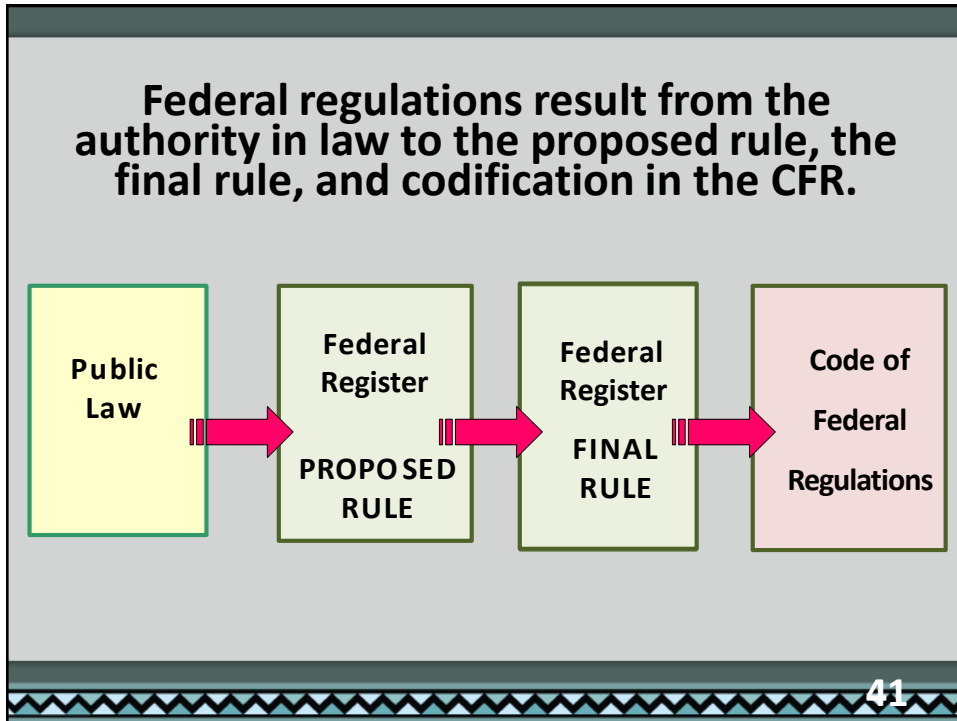 Federal regulations result from the
authority in law to the proposed rule, the
final rule, and codification in the CFR.
Public
Law
Federal
Register
PROPOSED
RULE
Federal
Register
FINAL
RULE
Code of
Federal
Regulations
41